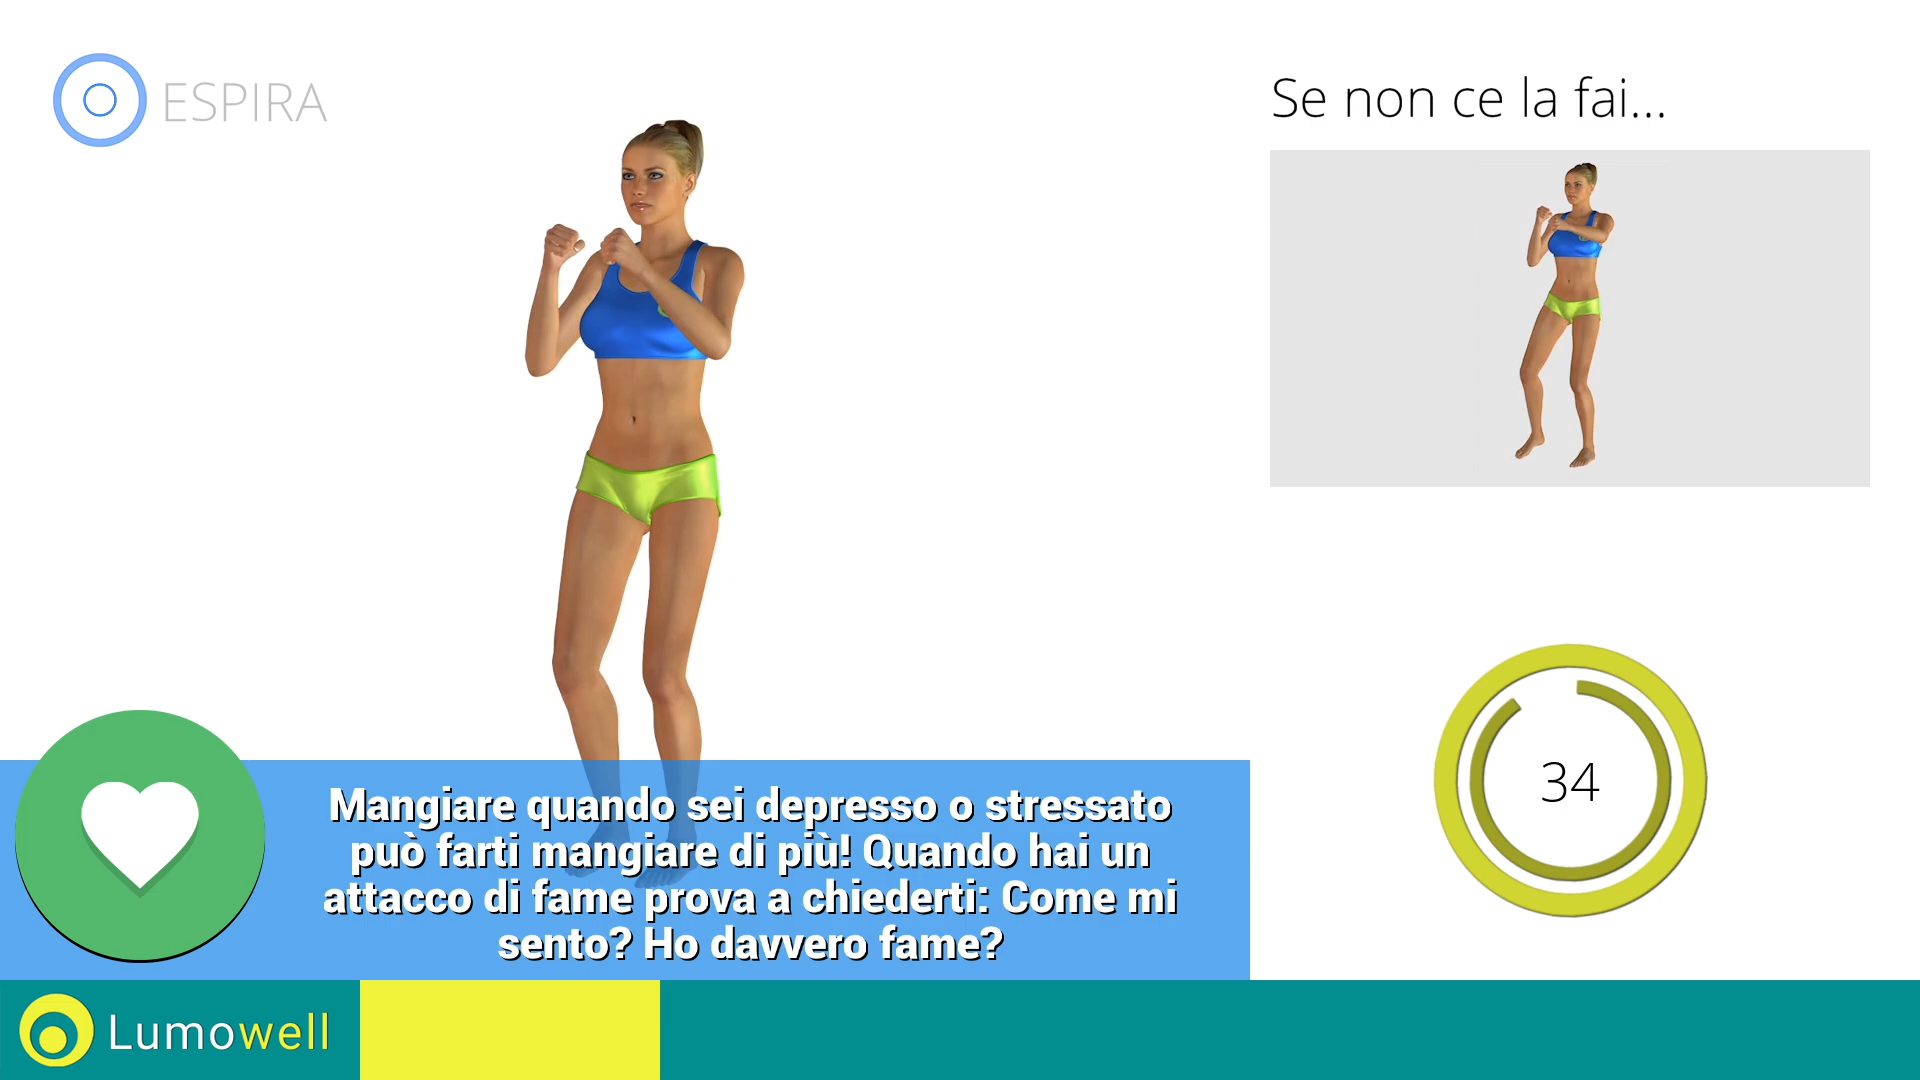 ESPIRA
Se non ce la fai...
34
Mangiare quando sei depresso o stressato
può farti mangiare di più! Quando hai un
attacco di fame prova a chiederti: Come mi
sento? Ho davvero fame?
Lumowell